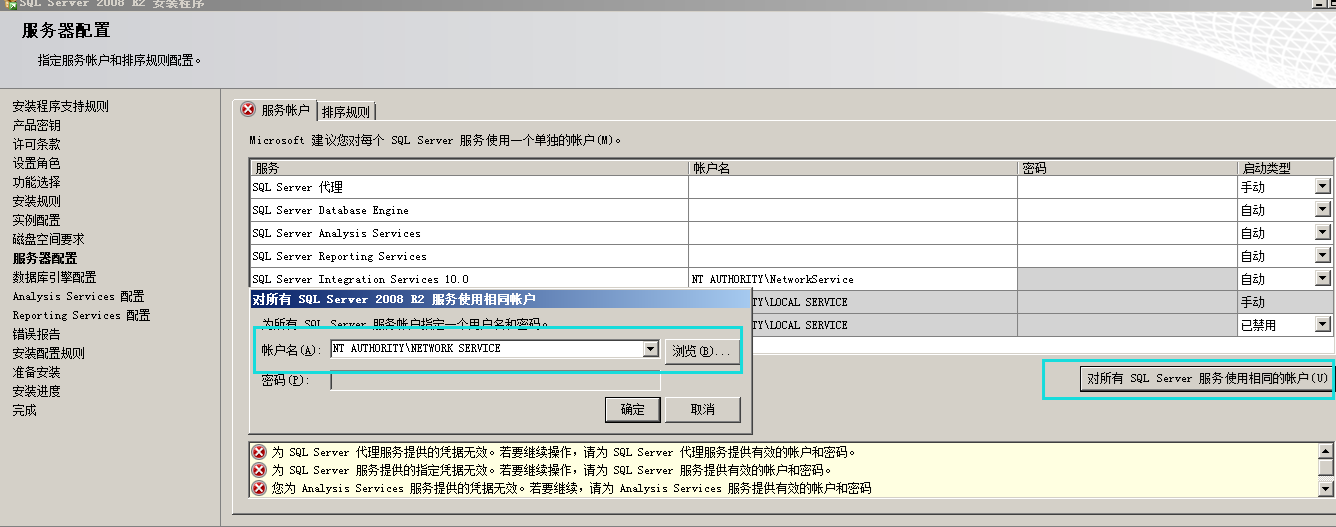 SQL Server 2008 R2 安装程序
服务器配置
指定服务帐户和排序规则配置。
安装程序支持规则
产品密钥
许可条款
设置角色
功能选择
安装规则
实例配置
磁盘空间要求
服务器配置
数据库引擎配置
Analysis Services 配置
Reporting Services 配置
错误报告
安装配置规则
准备安装
安装进度
完成
服务帐户 排序规则
Microsoft 建议您对每个 SQL Server 服务使用一个单独的帐户(M)。
服务 帐户名 密码 启动类型
SQL Server 代理 手动
SQL Server Database Engine 自动
SQL Server Analysis Services 自动
SQL Server Reporting Services 自动
SQL Server Integration Services 10.0 NT AUTHORITY\NetworkService 自动
TY\LOCAL SERVICE 手动
TY\LOCAL SERVICE 已禁用
对所有 SQL Server 2008 R2 服务使用相同帐户
为所有 SQL Server 服务帐户指定一个用户名和密码。
帐户名(A): NT AUTHORITY\NETWORK SERVICE 浏览(B)...
密码(P):
确定 取消
对所有 SQL Server 服务使用相同的帐户(U)
为 SQL Server 代理服务提供的凭据无效。若要继续操作，请为 SQL Server 代理服务提供有效的帐户和密码。
为 SQL Server 服务提供的指定凭据无效。若要继续操作，请为 SQL Server 服务提供有效的帐户和密码。
您为 Analysis Services 服务提供的凭据无效。若要继续，请为 Analysis Services 服务提供有效的帐户和密码